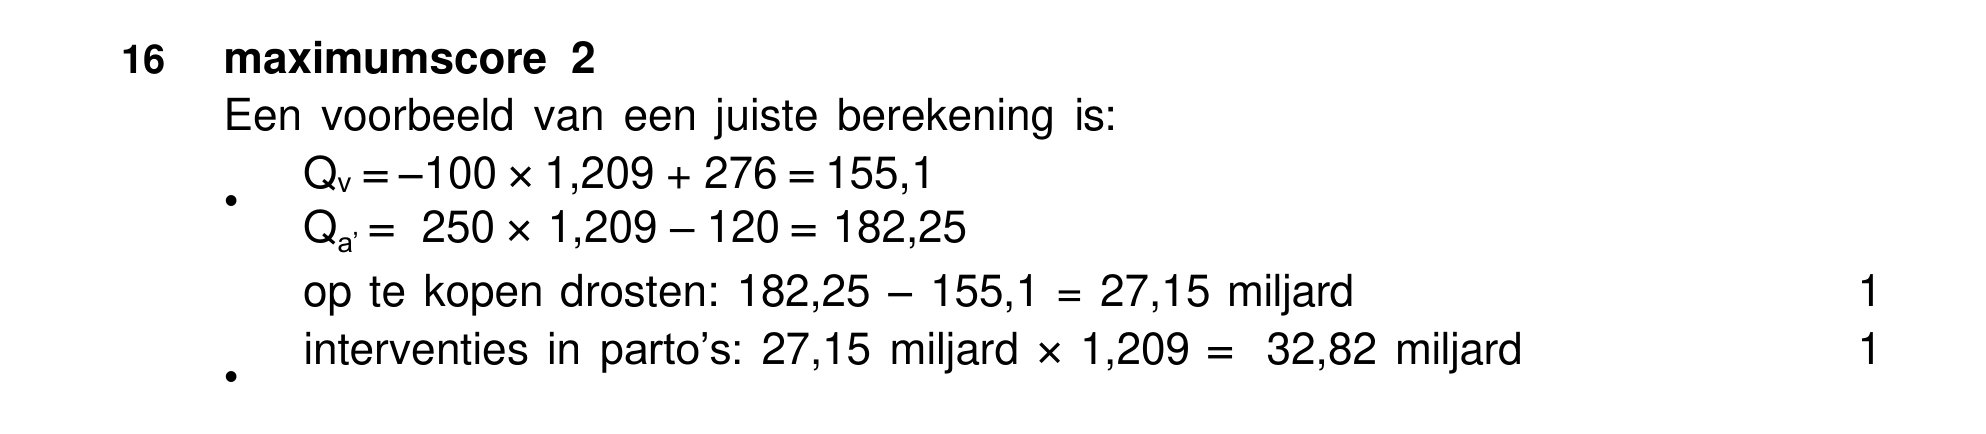 16 maximumscore 2
Een voorbeeld van een juiste berekening is:
• Qv = –100 × 1,209 + 276 = 155,1
Qa’ = 250 × 1,209 – 120 = 182,25
op te kopen drosten: 182,25 – 155,1 = 27,15 miljard 1
• interventies in parto’s: 27,15 miljard × 1,209 = 32,82 miljard 1